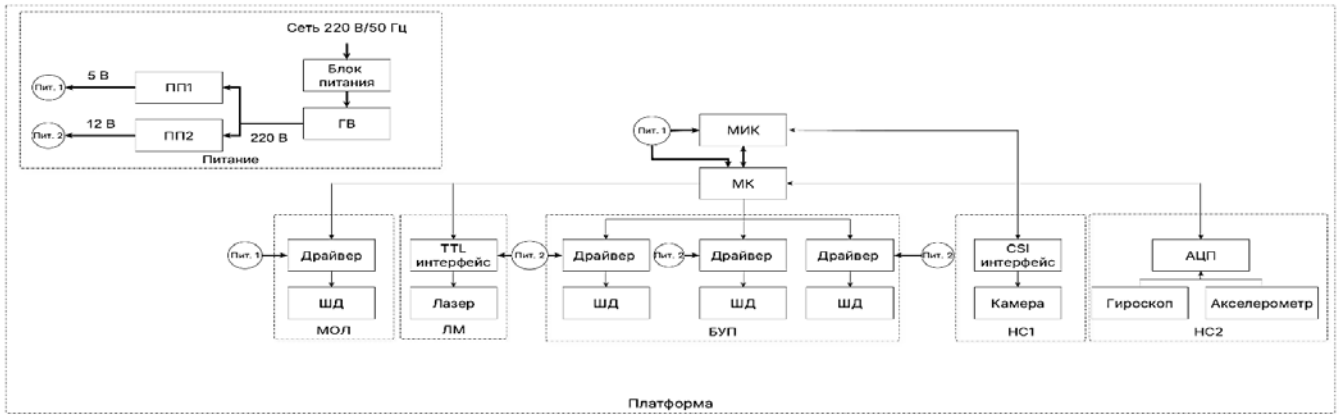 Сеть 220 В/50 Гц
Блок
питания
5 В
Пит. 1
ПП1
12 В
Пит. 2
ПП2
220 В
ГВ
Питание
Пит. 1
МИК
МК
Пит. 1
Драйвер
ШД
МОЛ
TTL
интерфейс
Лазер
ЛМ
Пит. 2
Драйвер
Пит. 2
Драйвер
Драйвер
Пит. 2
ШД
ШД
ШД
БУП
CSI
интерфейс
Камера
НС1
АЦП
Гироскоп
Акселерометр
НС2
Платформа